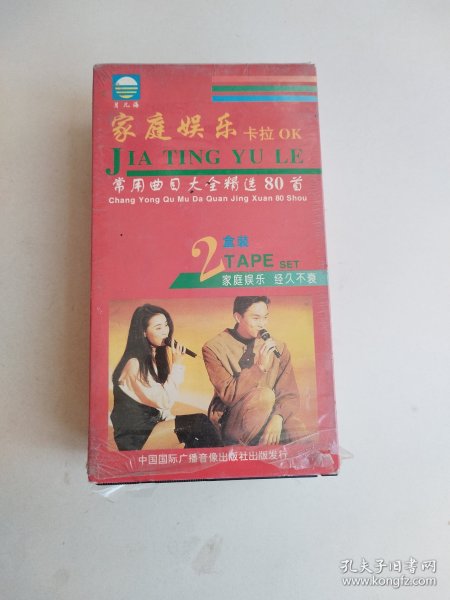 家庭娱乐 卡拉OK
JIA TING YU LE
常用曲目大全精选80首
Chang Yong Qu Mu Da Quan Jing Xuan 80 Shou
2盒装
TAPE SET
家庭娱乐 经久不衰
中国国际广播音像出版社出版发行
孔夫子旧书网
www.kongfz.com